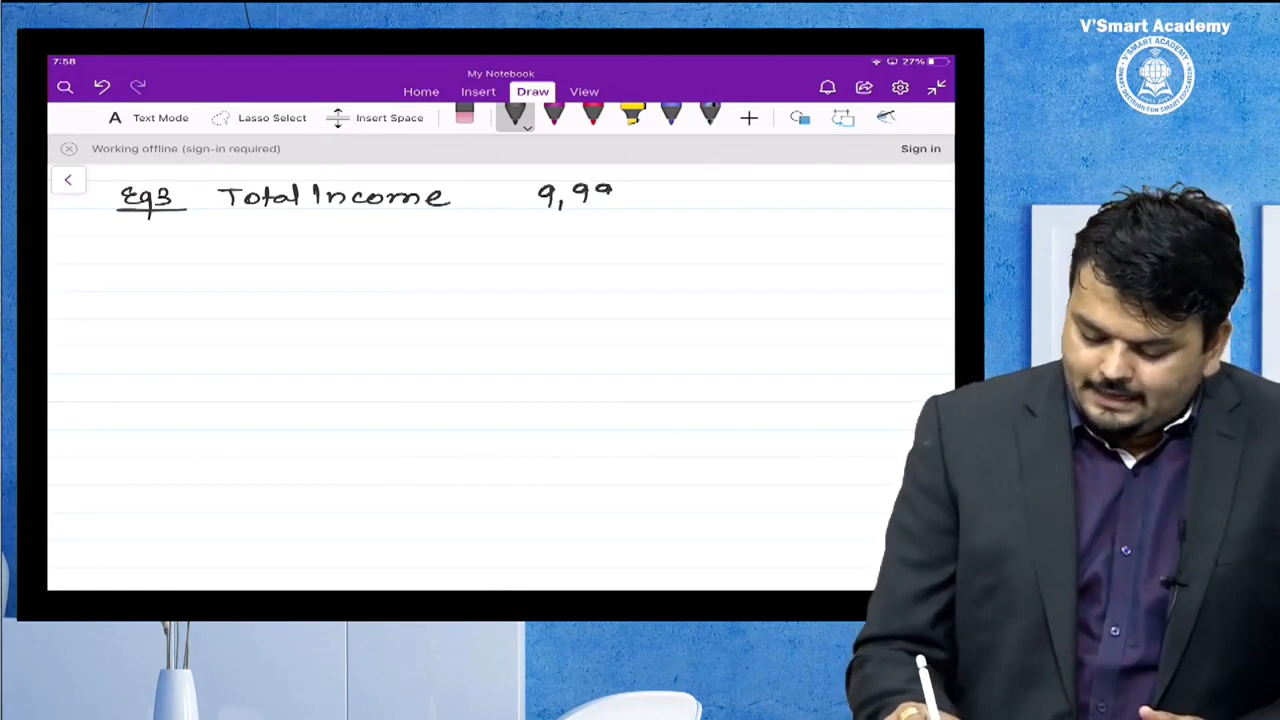 V'Smart Academy
7:58
27%
My Notebook
Home Insert Draw View
A Text Mode Lasso Select Insert Space
Working offline (sign-in required) Sign in
Eg3 Total Income 9,99